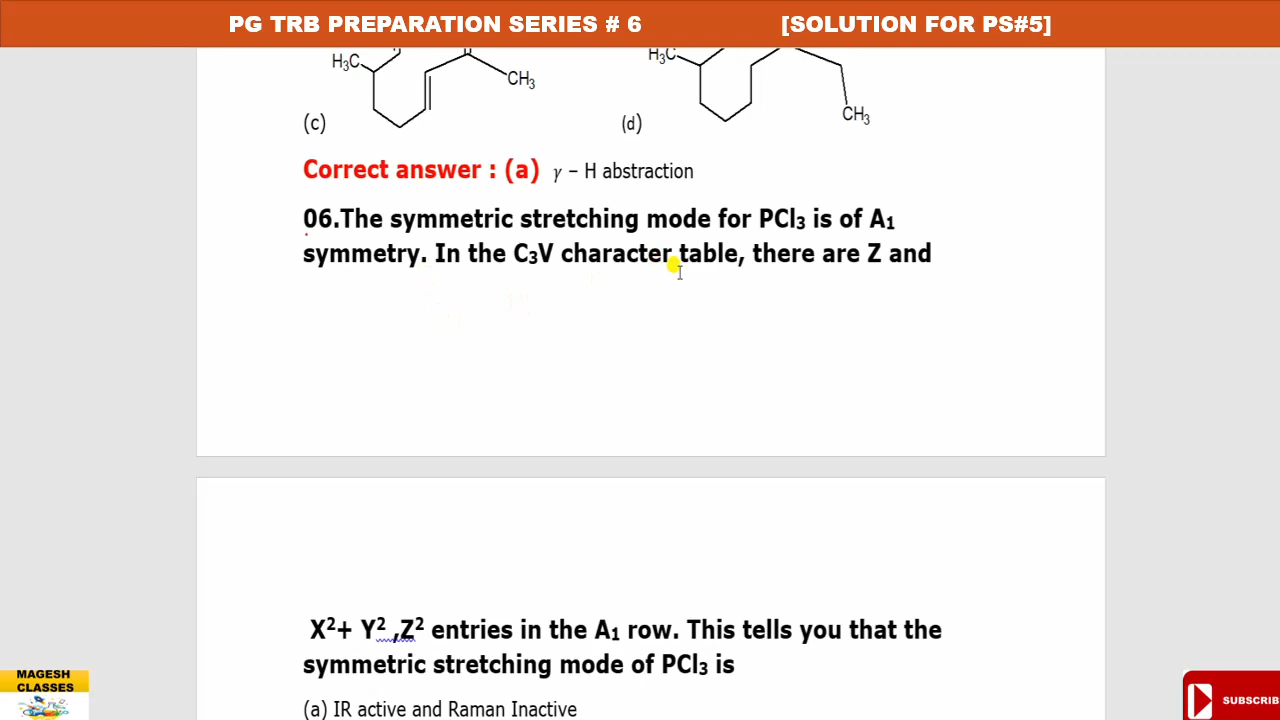 PG TRB PREPARATION SERIES # 6 [SOLUTION FOR PS#5]
H₃C CH₃ H₃C CH₃
(c) (d)
Correct answer : (a) γ – H abstraction
06.The symmetric stretching mode for PCl₃ is of A₁
symmetry. In the C₃V character table, there are Z and
X²+ Y² ,Z² entries in the A₁ row. This tells you that the
symmetric stretching mode of PCl₃ is
(a) IR active and Raman Inactive
MAGESH
CLASSES
SUBSCRIB